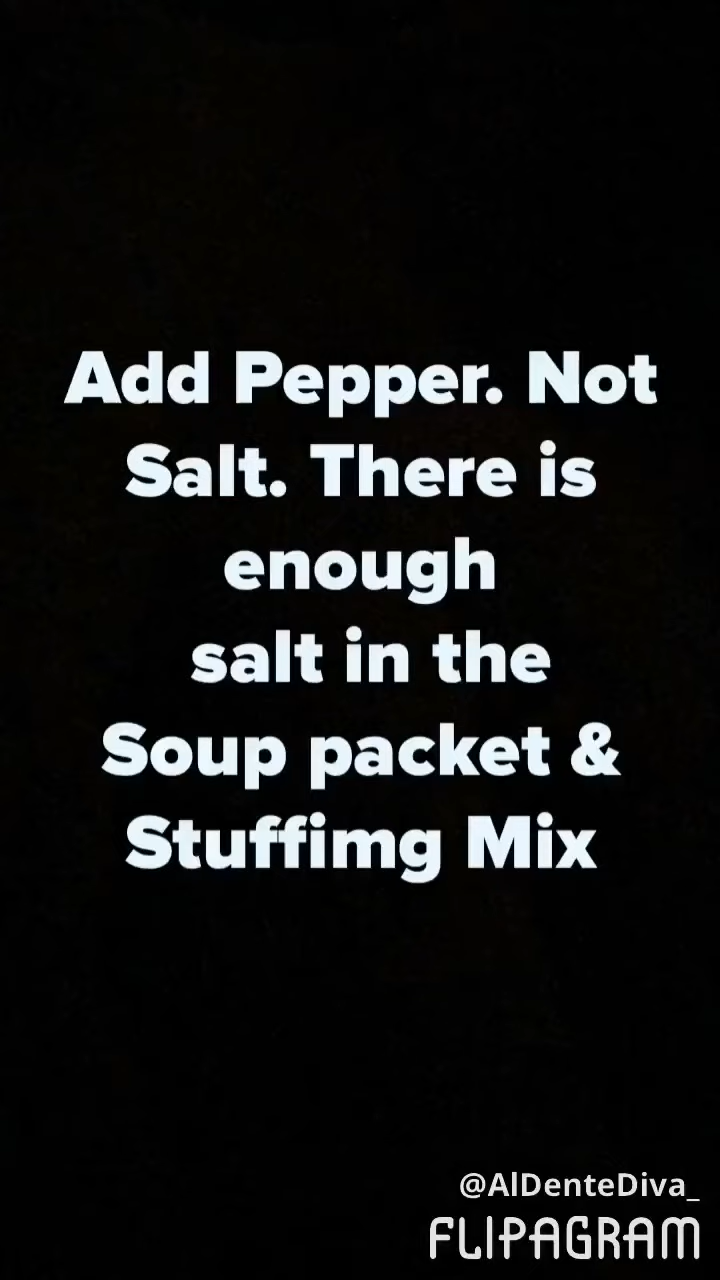 Add Pepper. Not
Salt. There is
enough
salt in the
Soup packet &
Stuffimg Mix
@AlDenteDiva_
FLIPAGRAM